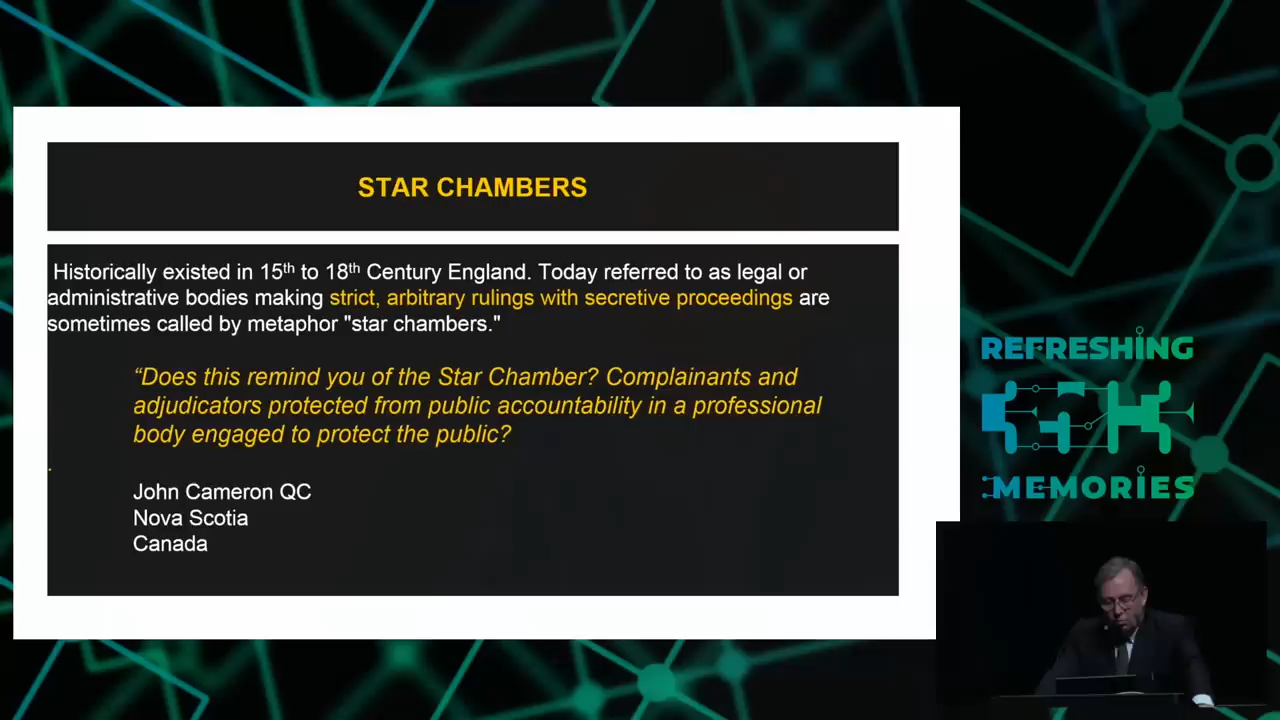 STAR CHAMBERS
Historically existed in 15th to 18th Century England. Today referred to as legal or
administrative bodies making strict, arbitrary rulings with secretive proceedings are
sometimes called by metaphor "star chambers."
“Does this remind you of the Star Chamber? Complainants and
adjudicators protected from public accountability in a professional
body engaged to protect the public?
.
John Cameron QC
Nova Scotia
Canada
REFRESHING
MEMORIES